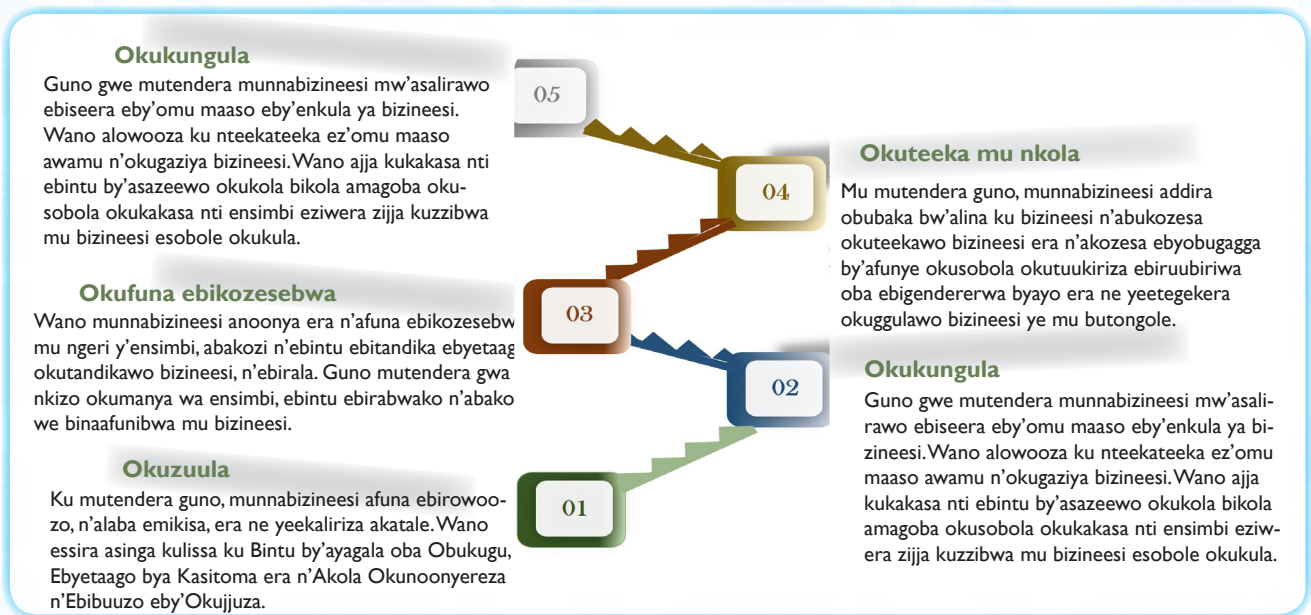 Okukungula
Guno gwe mutendera munnabizineesi mw'asalirawo
ebiseera eby'omu maaso eby'enkula ya bizineesi.
Wano alowooza ku nteekateeka ez'omu maaso
awamu n'okugaziya bizineesi. Wano ajja kukakasa nti
ebintu by'asazeewo okukola bikola amagoba oku-
sobola okukakasa nti ensimbi eziwera zijja kuzzibwa
mu bizineesi esobole okukula.
05
04
Okuteeka mu nkola
Mu mutendera guno, munnabizineesi addira
obubaka bw'alina ku bizineesi n'abukozesa
okuteekawo bizineesi era n'akozesa ebyobugagga
by'afunye okusobola okutuukiriza ebiruubiriwa
oba ebigendererwa byayo era ne yeetegekera
okuggulawo bizineesi ye mu butongole.
Okufuna ebikozesebwa
Wano munnabizineesi anoonya era n'afuna ebikozesebw
mu ngeri y'ensimbi, abakozi n'ebintu ebitandika ebyetaag
okutandikawo bizineesi, n'ebirala. Guno mutendera gwa
nkizo okumanya wa ensimbi, ebintu ebirabwako n'abako
we binaafunibwa mu bizineesi.
03
02
Okukungula
Guno gwe mutendera munnabizineesi mw'asali-
rawo ebiseera eby'omu maaso eby'enkula ya bi-
zineesi. Wano alowooza ku nteekateeka ez'omu
maaso awamu n'okugaziya bizineesi. Wano ajja
kukakasa nti ebintu by'asazeewo okukola bikola
amagoba okusobola okukakasa nti ensimbi eziw-
era zijja kuzzibwa mu bizineesi esobole okukula.
Okuzuula
Ku mutendera guno, munnabizineesi afuna ebirowoo-
zo, n'alaba emikisa, era ne yeekaliriza akatale. Wano
essira asinga kulissa ku Bintu by'ayagala oba Obukugu,
Ebyetaago bya Kasitoma era n'Akola Okunoonyereza
n'Ebibuuzo eby'Okujjuza.
01